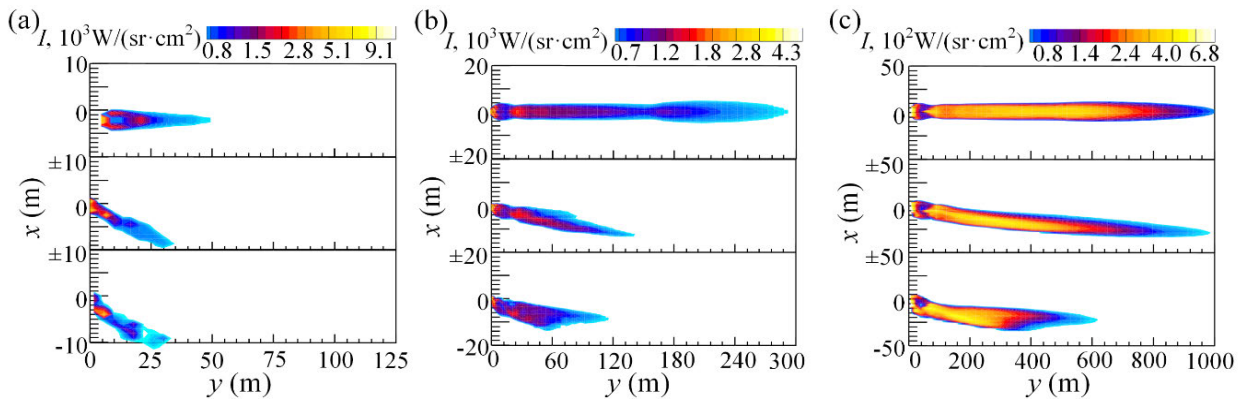 (a)
I, 10³W/(sr·cm²)
0.8 1.5 2.8 5.1 9.1
10
0
±10
0
±10
0
-10
x (m)
0 25 50 75 100 125
y (m)
(b)
I, 10³W/(sr·cm²)
0.7 1.2 1.8 2.8 4.3
20
0
±20
0
±20
0
-20
x (m)
0 60 120 180 240 300
y (m)
(c)
I, 10²W/(sr·cm²)
0.8 1.4 2.4 4.0 6.8
50
0
±50
0
±50
0
-50
x (m)
0 200 400 600 800 1000
y (m)